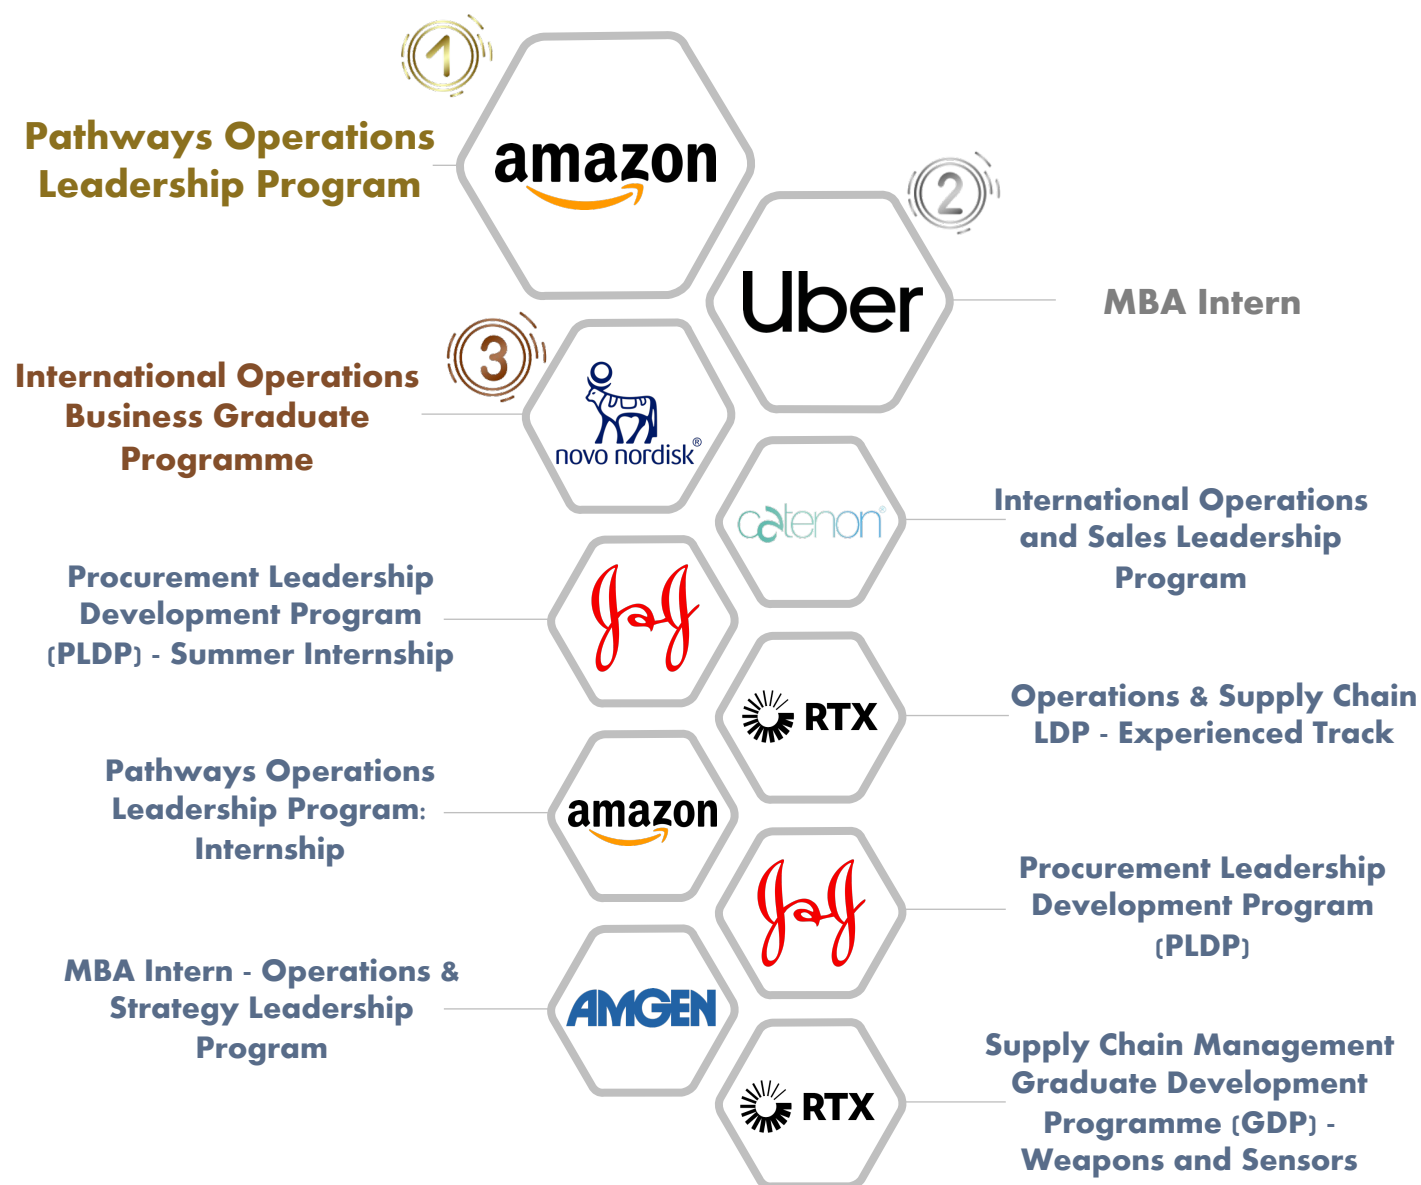 1
Pathways Operations
Leadership Program
amazon
2
Uber
MBA Intern
3
International Operations
Business Graduate
Programme
novo nordisk®
catenon®
International Operations
and Sales Leadership
Program
Procurement Leadership
Development Program
(PLDP) - Summer Internship
J&J
RTX
Operations & Supply Chain
LDP - Experienced Track
Pathways Operations
Leadership Program:
Internship
amazon
J&J
Procurement Leadership
Development Program
(PLDP)
MBA Intern - Operations &
Strategy Leadership
Program
AMGEN
RTX
Supply Chain Management
Graduate Development
Programme (GDP) -
Weapons and Sensors